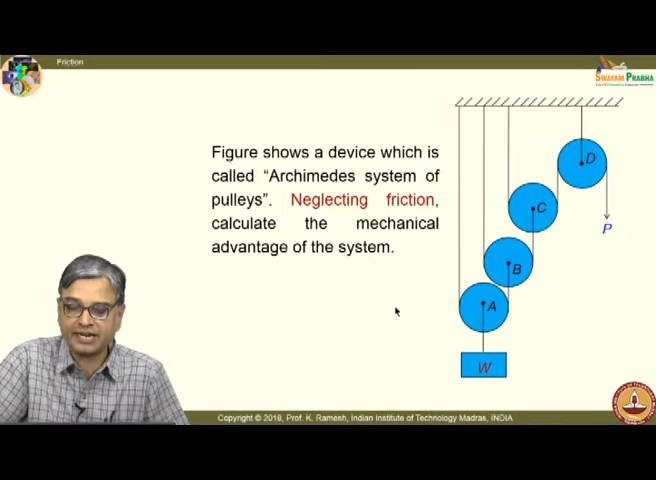 Friction
SWAYAM PRABHA
Figure shows a device which is
called “Archimedes system of
pulleys”. Neglecting friction,
calculate the mechanical
advantage of the system.
D
C
P
B
A
W
Copyright © 2016, Prof. K. Ramesh, Indian Institute of Technology Madras, INDIA